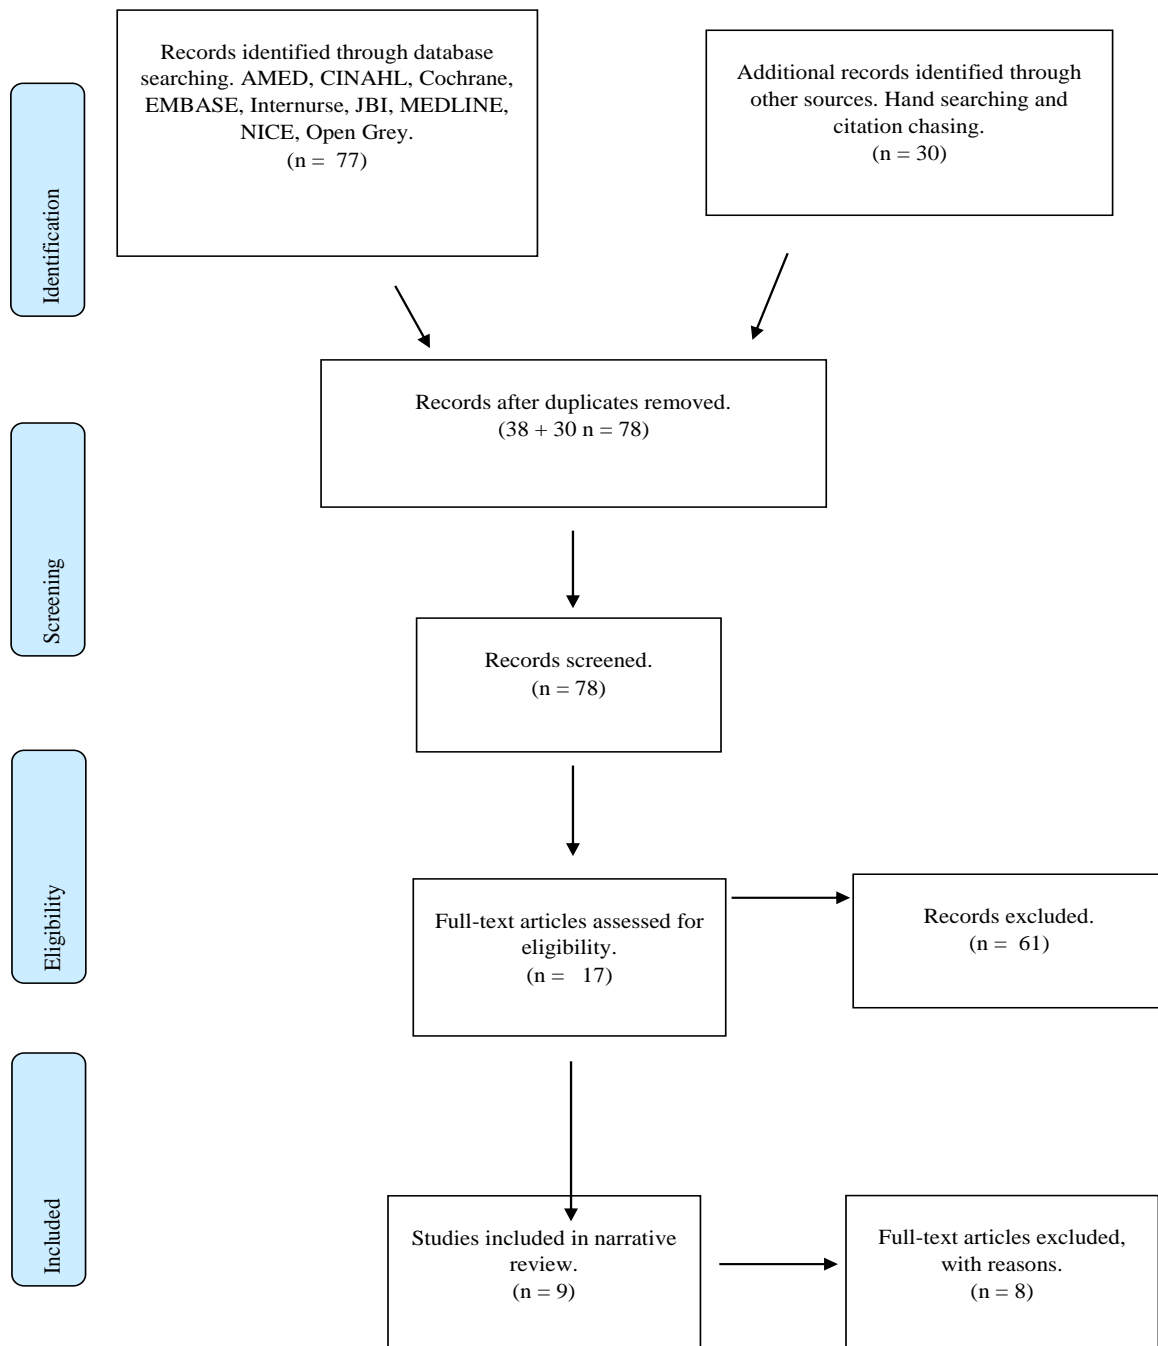 Records identified through database
searching. AMED, CINAHL, Cochrane,
EMBASE, Internurse, JBI, MEDLINE,
NICE, Open Grey.
(n =  77)
Additional records identified through
other sources. Hand searching and
citation chasing.
(n = 30)
Identification
Records after duplicates removed.
(38 + 30 n = 78)
Screening
Records screened.
(n = 78)
Eligibility
Full-text articles assessed for
eligibility.
(n =   17)
Records excluded.
(n =  61)
Included
Studies included in narrative
review.
(n = 9)
Full-text articles excluded,
with reasons.
(n = 8)